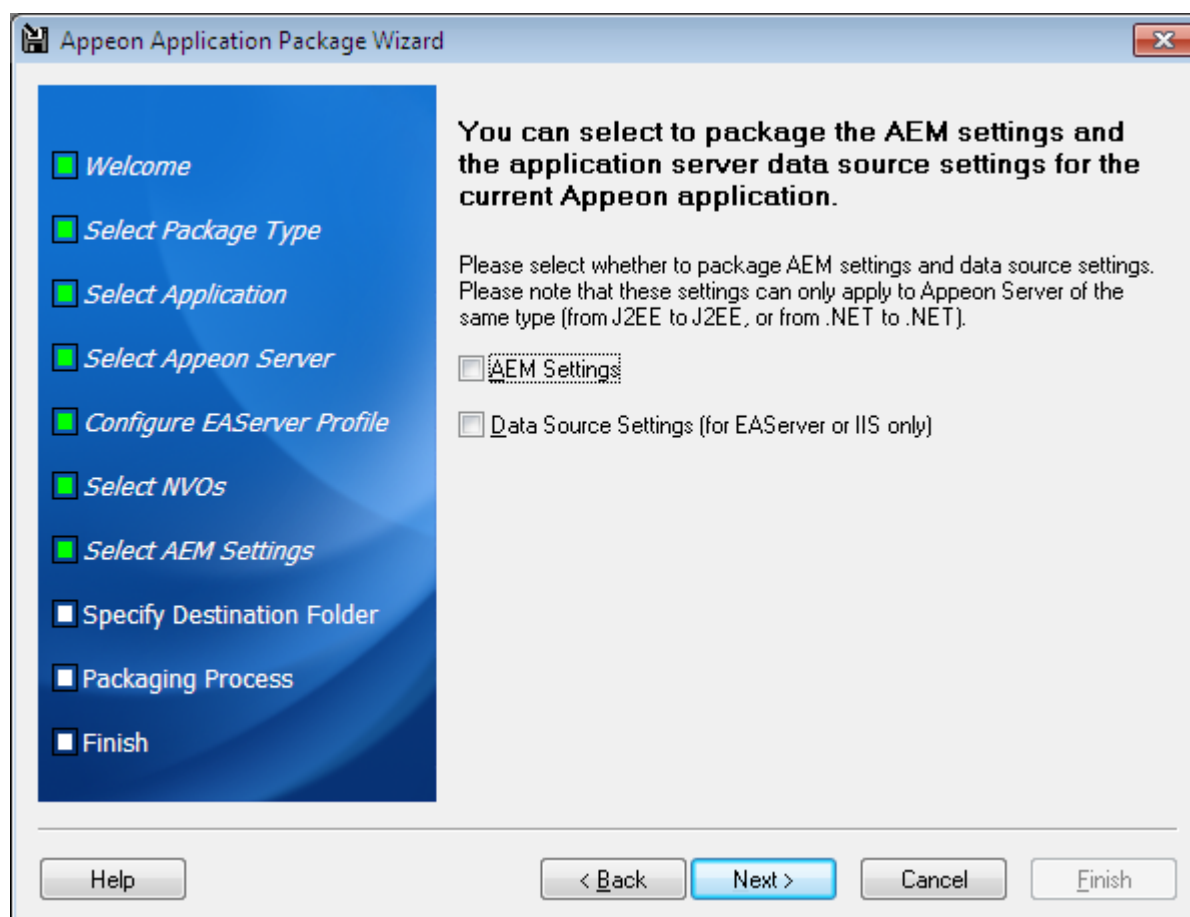 Appeon Application Package Wizard
Welcome
Select Package Type
Select Application
Select Appeon Server
Configure EAServer Profile
Select NVOs
Select AEM Settings
Specify Destination Folder
Packaging Process
Finish
You can select to package the AEM settings and
the application server data source settings for the
current Appeon application.
Please select whether to package AEM settings and data source settings.
Please note that these settings can only apply to Appeon Server of the
same type (from J2EE to J2EE, or from .NET to .NET).
AEM Settings
Data Source Settings (for EAServer or IIS only)
Help
< Back
Next >
Cancel
Finish